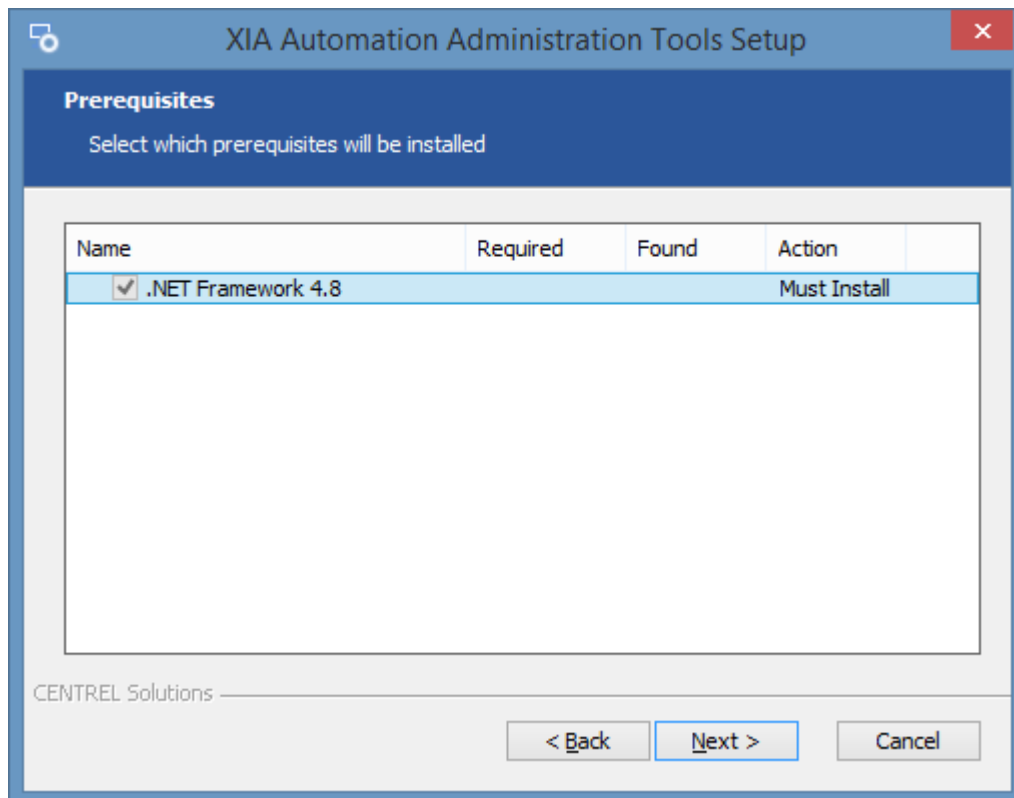 XIA Automation Administration Tools Setup
Prerequisites
Select which prerequisites will be installed
Name Required Found Action
.NET Framework 4.8 Must Install
CENTREL Solutions
< Back Next > Cancel